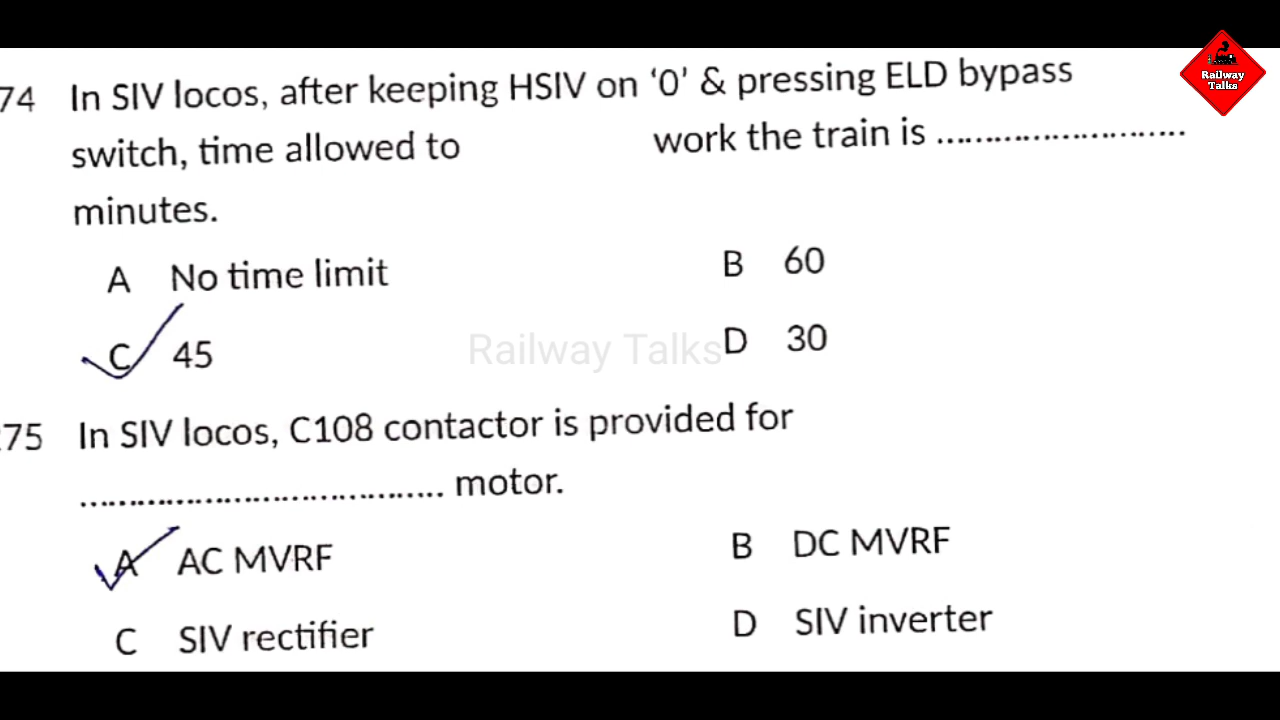 Railway
Talks
74 In SIV locos, after keeping HSIV on ‘0’ & pressing ELD bypass
switch, time allowed to work the train is ...........................
minutes.
A No time limit B 60
C 45 D 30
Railway Talks
75 In SIV locos, C108 contactor is provided for
...................................... motor.
A AC MVRF B DC MVRF
C SIV rectifier D SIV inverter